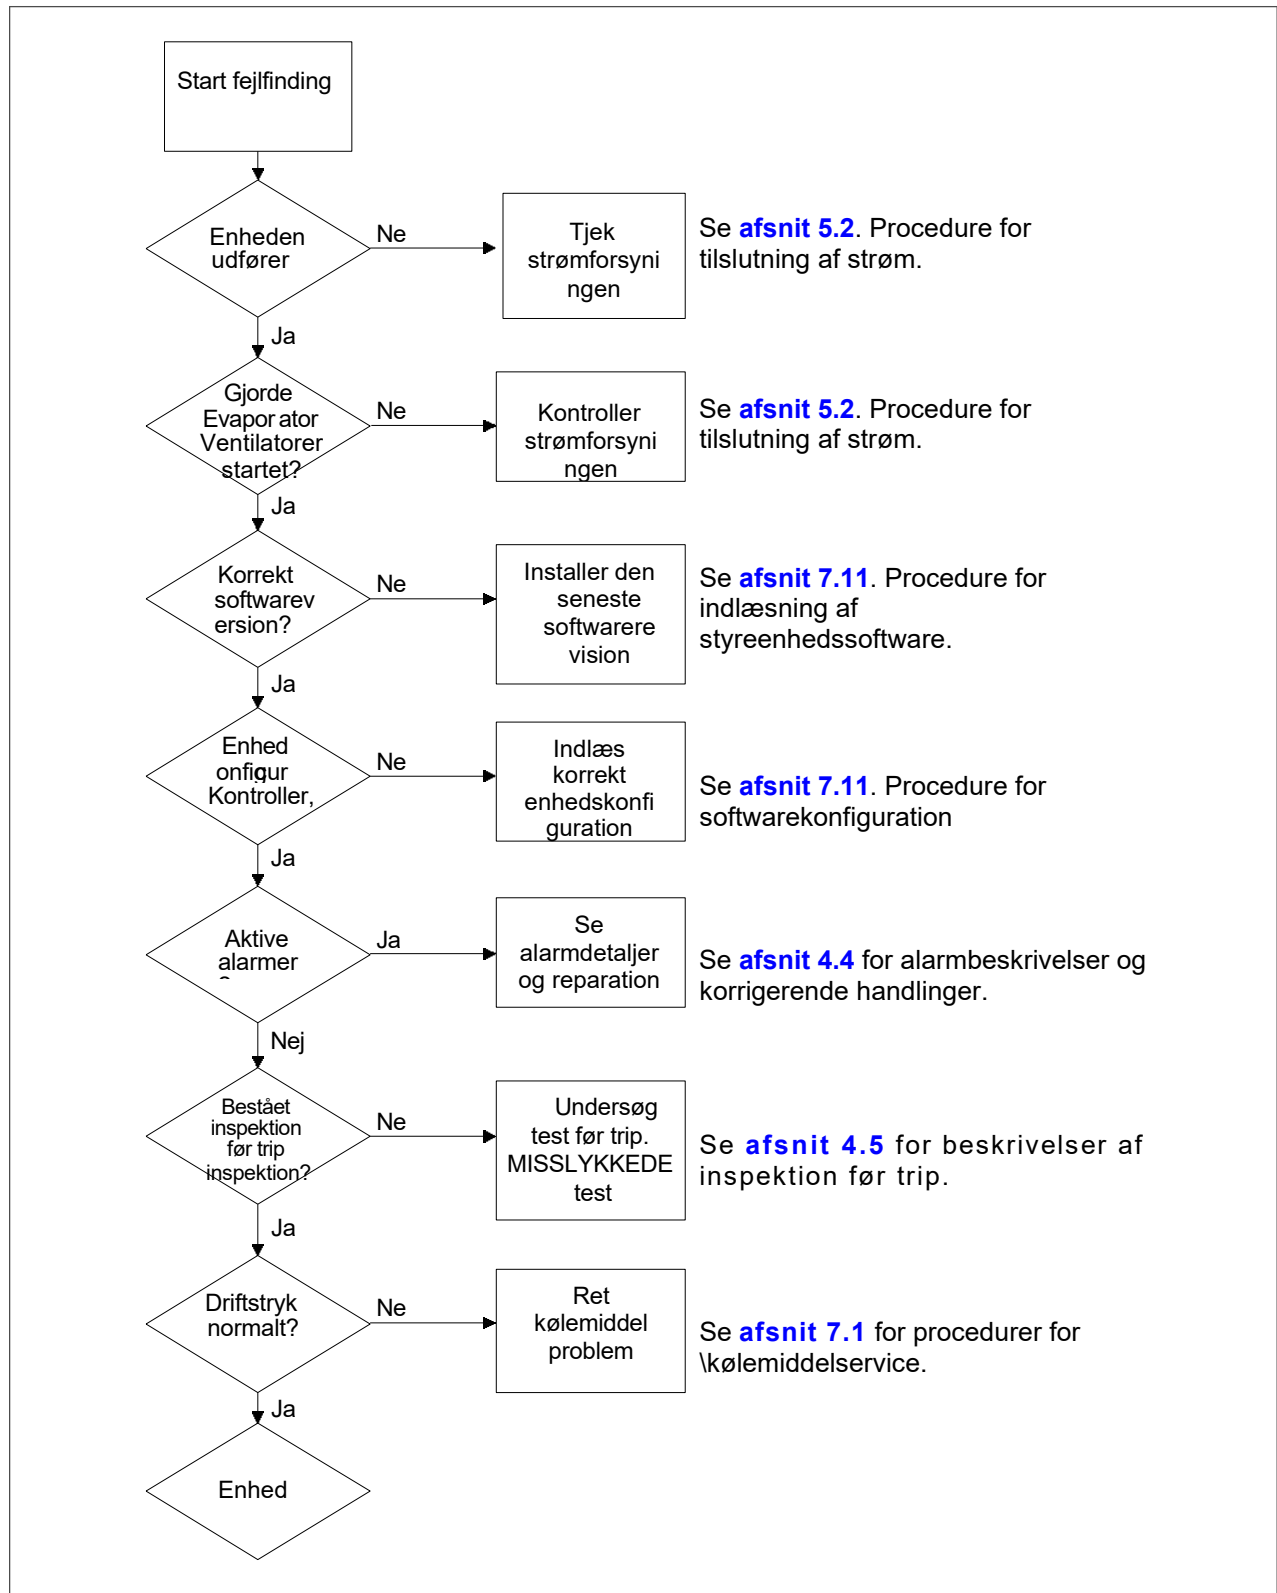 Start fejlfinding
Enheden
udfører
Ne
Tjek
strømforsyni
ngen
Se afsnit 5.2. Procedure for
tilslutning af strøm.
Ja
Gjorde
Evapor ator
Ventilatorer
startet?
Ne
Kontroller
strømforsyni
ngen
Se afsnit 5.2. Procedure for
tilslutning af strøm.
Ja
Korrekt
softwarev
ersion?
Ne
Installer den
seneste
softwarere
vision
Se afsnit 7.11. Procedure for
indlæsning af
styreenhedssoftware.
Ja
Enhed
Kontroller,
Ne
Indlæs
korrekt
enhedskonfi
guration
Se afsnit 7.11. Procedure for
softwarekonfiguration
Ja
Aktive
alarmer
Ja
Se
alarmdetaljer
og reparation
Se afsnit 4.4 for alarmbeskrivelser og
korrigerende handlinger.
Nej
Bestået
inspektion
før trip
inspektion?
Ne
Undersøg
test før trip.
MISSLYKKEDE
test
Se afsnit 4.5 for beskrivelser af
inspektion før trip.
Ja
Driftstryk
normalt?
Ne
Ret
kølemiddel
problem
Se afsnit 7.1 for procedurer for
\kølemiddelservice.
Ja
Enhed